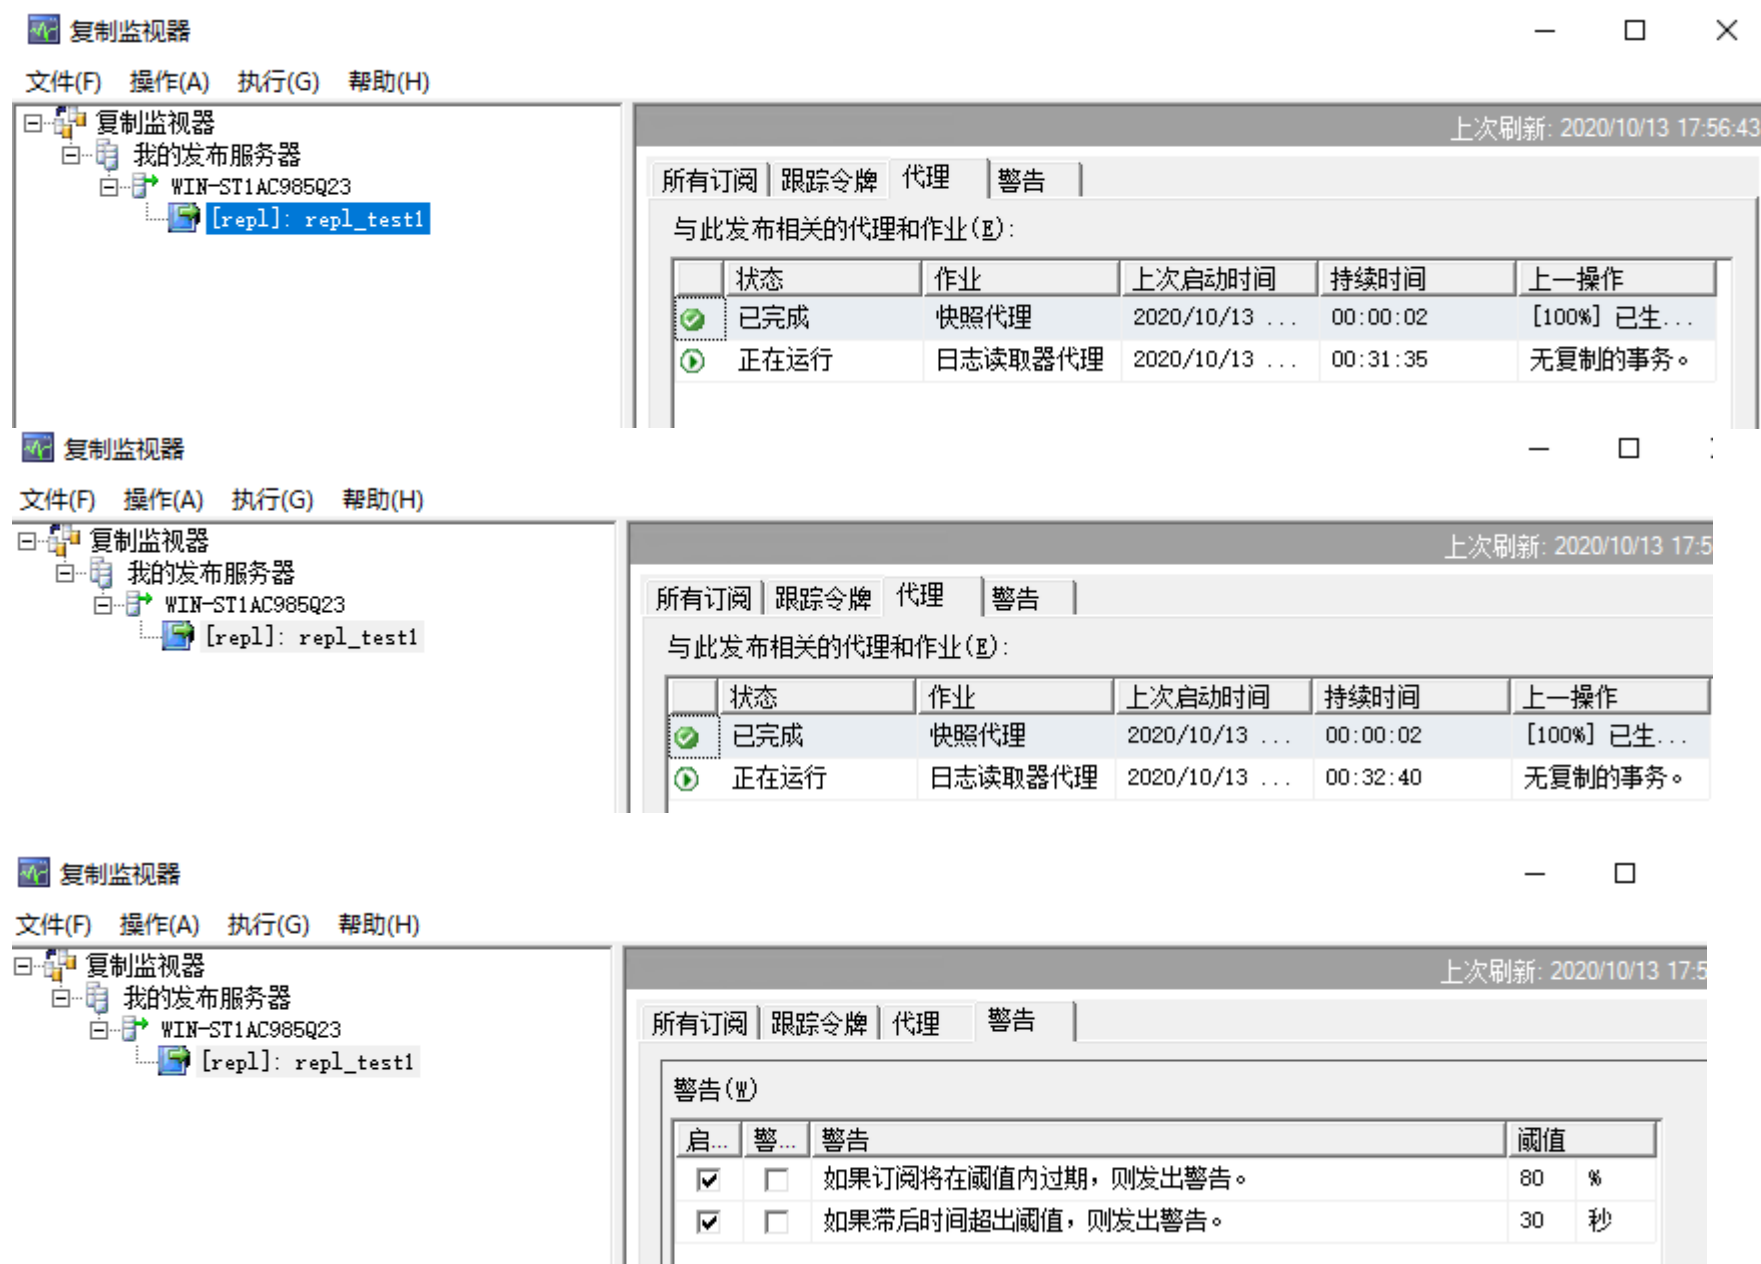 复制监视器
文件(F) 操作(A) 执行(G) 帮助(H)
复制监视器
我的发布服务器
WIN-ST1AC985Q23
[repl]: repl_test1
上次刷新: 2020/10/13 17:56:43
所有订阅 跟踪令牌 代理 警告
与此发布相关的代理和作业(E):
状态 作业 上次启动时间 持续时间 上一操作
已完成 快照代理 2020/10/13 ... 00:00:02 [100%] 已生...
正在运行 日志读取器代理 2020/10/13 ... 00:31:35 无复制的事务。
复制监视器
文件(F) 操作(A) 执行(G) 帮助(H)
复制监视器
我的发布服务器
WIN-ST1AC985Q23
[repl]: repl_test1
上次刷新: 2020/10/13 17:5
所有订阅 跟踪令牌 代理 警告
与此发布相关的代理和作业(E):
状态 作业 上次启动时间 持续时间 上一操作
已完成 快照代理 2020/10/13 ... 00:00:02 [100%] 已生...
正在运行 日志读取器代理 2020/10/13 ... 00:32:40 无复制的事务。
复制监视器
文件(F) 操作(A) 执行(G) 帮助(H)
复制监视器
我的发布服务器
WIN-ST1AC985Q23
[repl]: repl_test1
上次刷新: 2020/10/13 17:5
所有订阅 跟踪令牌 代理 警告
警告(W)
启... 警... 警告 阈值
如果订阅将在阈值内过期，则发出警告。 80 %
如果滞后时间超出阈值，则发出警告。 30 秒